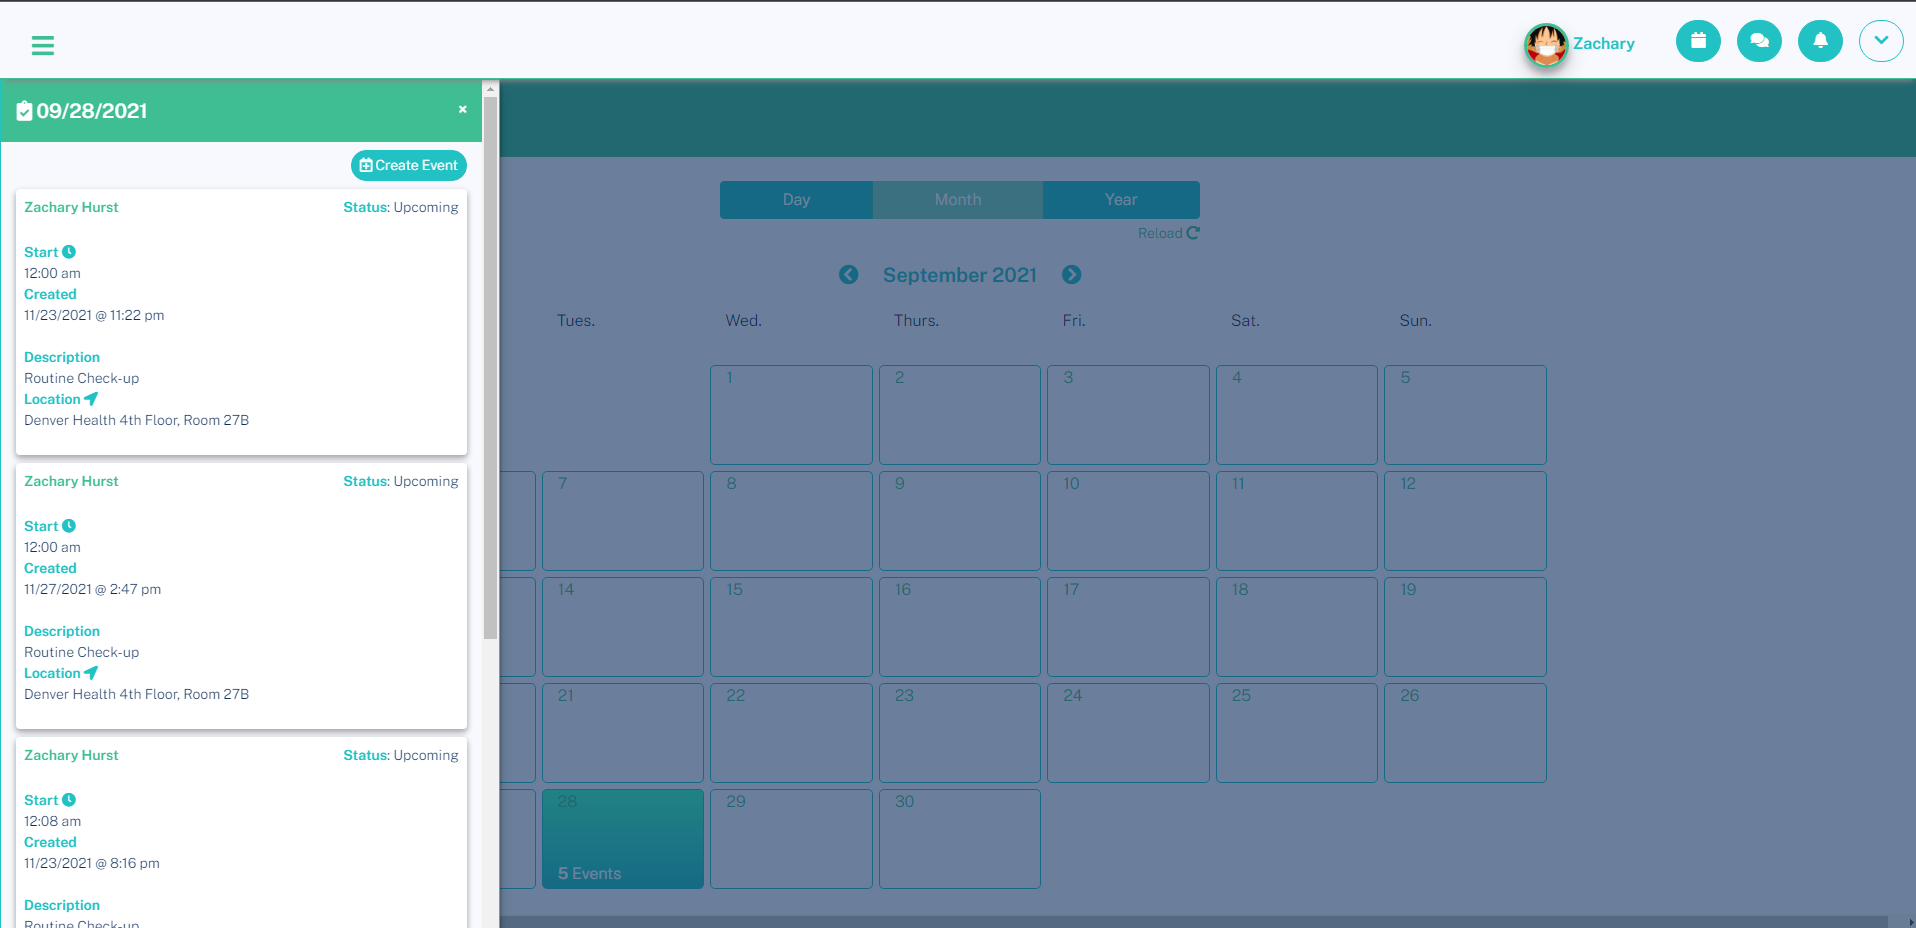 Zachary
09/28/2021
×
Create Event
Zachary Hurst Status: Upcoming
Start
12:00 am
Created
11/23/2021 @ 11:22 pm
Description
Routine Check-up
Location
Denver Health 4th Floor, Room 27B
Zachary Hurst Status: Upcoming
Start
12:00 am
Created
11/27/2021 @ 2:47 pm
Description
Routine Check-up
Location
Denver Health 4th Floor, Room 27B
Zachary Hurst Status: Upcoming
Start
12:08 am
Created
11/23/2021 @ 8:16 pm
Description
Routine Check-up
Day Month Year
Reload
September 2021
Tues. Wed. Thurs. Fri. Sat. Sun.
1 2 3 4 5
7 8 9 10 11 12
14 15 16 17 18 19
21 22 23 24 25 26
28 29 30
5 Events